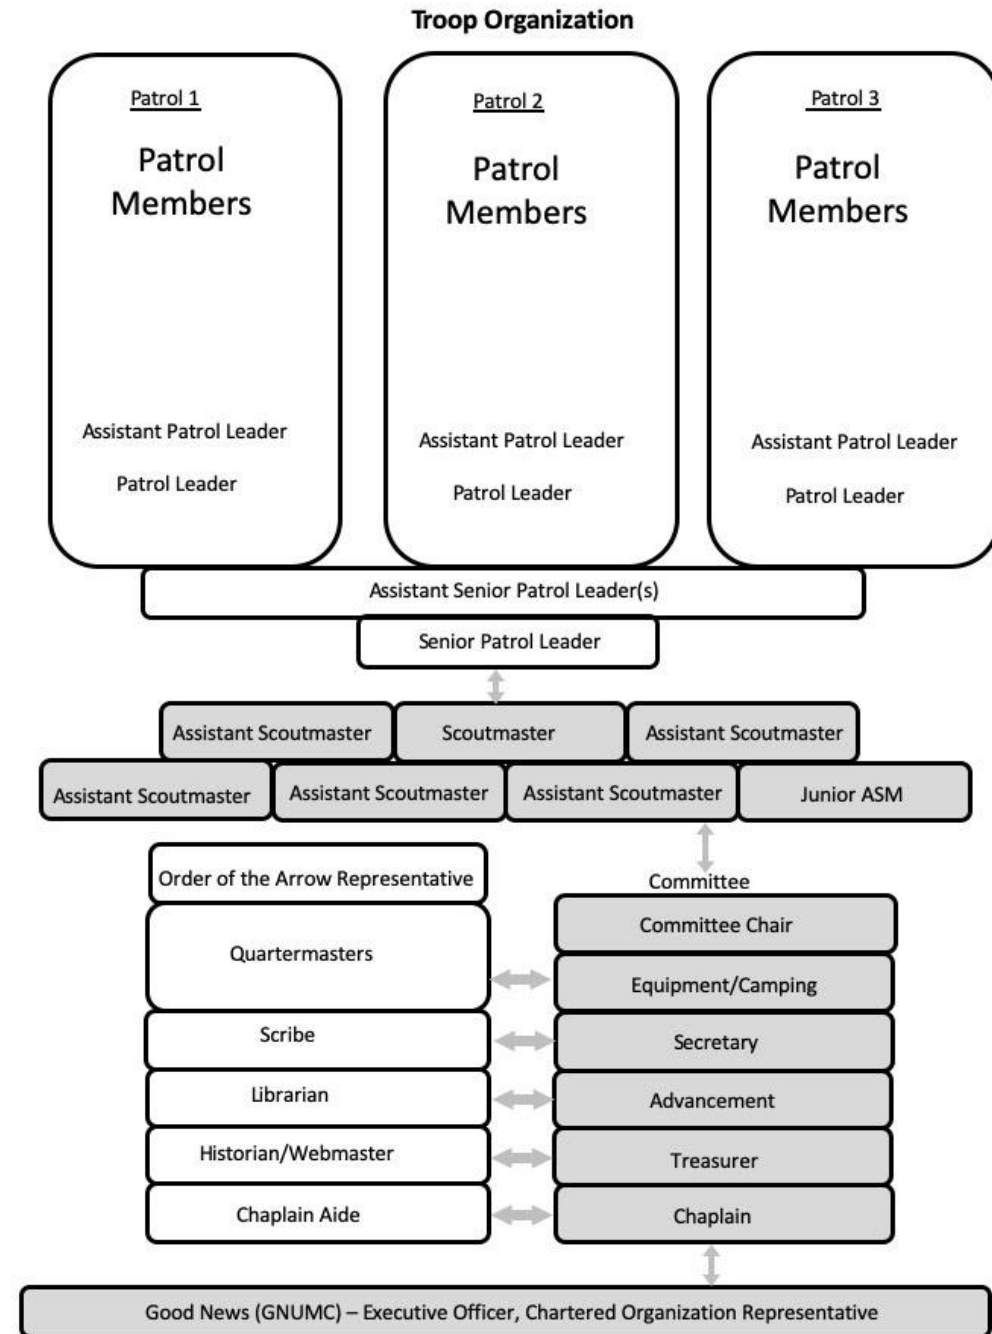 Troop Organization
Patrol 1
Patrol
Members
Assistant Patrol Leader
Patrol Leader
Patrol 2
Patrol
Members
Assistant Patrol Leader
Patrol Leader
Patrol 3
Patrol
Members
Assistant Patrol Leader
Patrol Leader
Assistant Senior Patrol Leader(s)
Senior Patrol Leader
Assistant Scoutmaster
Scoutmaster
Assistant Scoutmaster
Assistant Scoutmaster
Assistant Scoutmaster
Assistant Scoutmaster
Junior ASM
Order of the Arrow Representative
Quartermasters
Scribe
Librarian
Historian/Webmaster
Chaplain Aide
Committee
Committee Chair
Equipment/Camping
Secretary
Advancement
Treasurer
Chaplain
Good News (GNUMC) – Executive Officer, Chartered Organization Representative